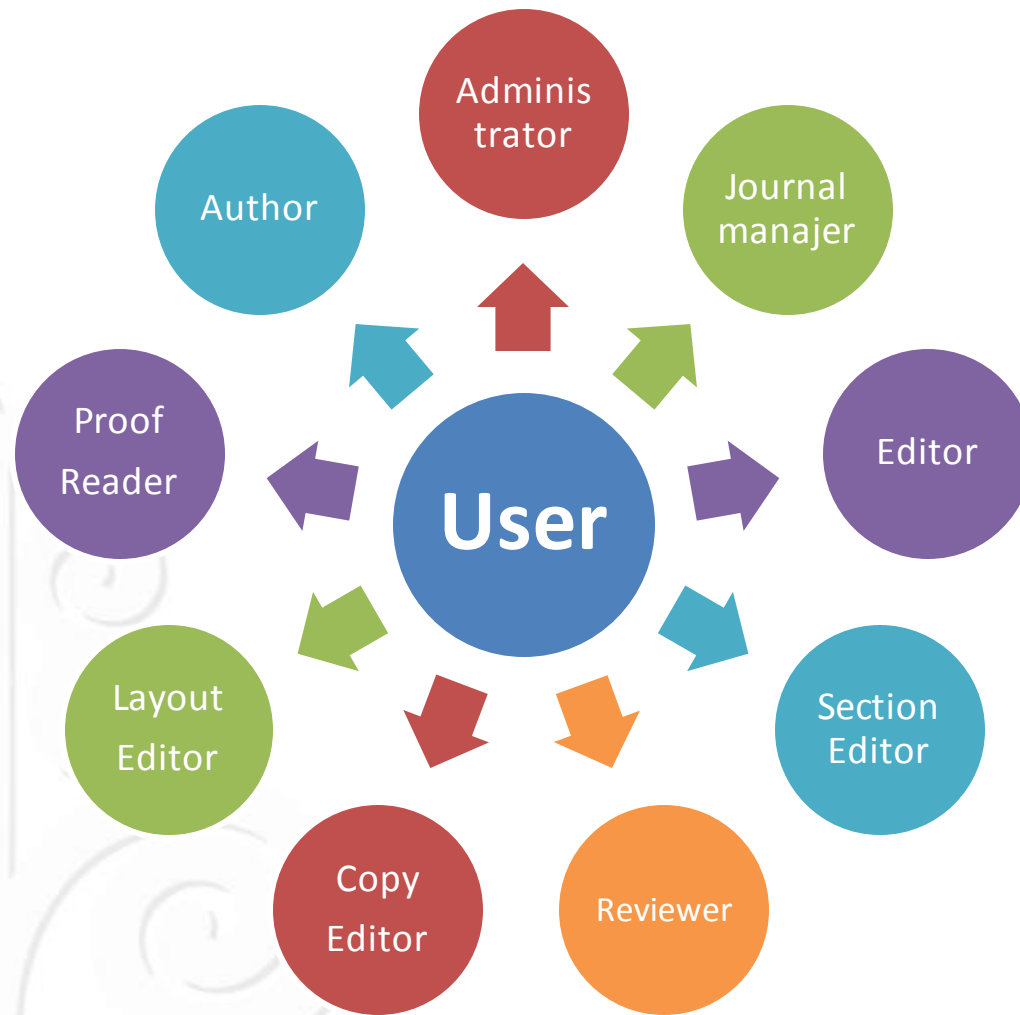 Adminis
trator
Journal
manajer
Editor
Section
Editor
Reviewer
Copy
Editor
Layout
Editor
Proof
Reader
Author
User